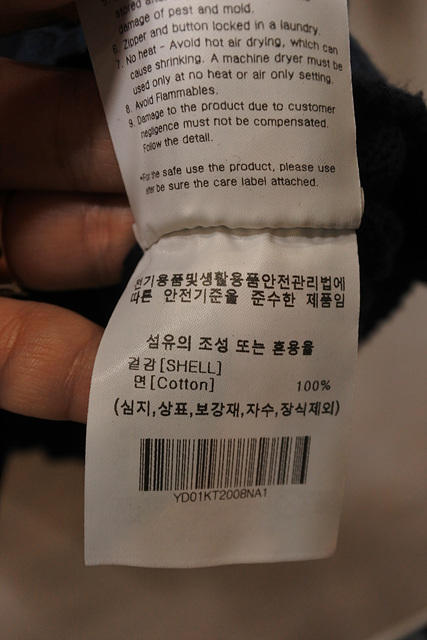 damage of pest and mold.
6. Zipper and button locked in a laundry.
7. No heat - Avoid hot air drying, which can
cause shrinking. A machine dryer must be
used only at no heat or air only setting.
8. Avoid Flammables.
9. Damage to the product due to customer
negligence must not be compensated.
Follow the detail.
*For the safe use the product, please use
after be sure the care label attached.
전기용품및생활용품안전관리법에
따른 안전기준을 준수한 제품임
섬유의 조성 또는 혼용율
겉감[SHELL]
면[Cotton] 100%
(심지,상표,보강재,자수,장식제외)
YD01KT2008NA1